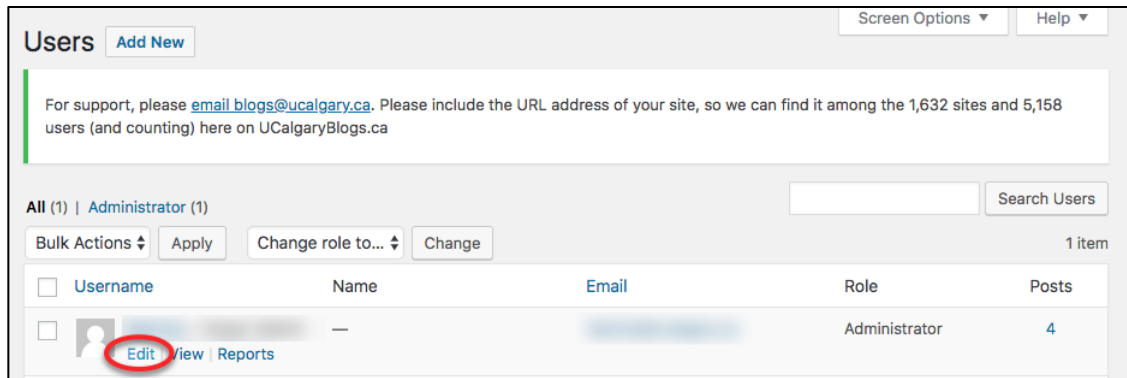 Screen Options ▼ Help ▼
Users Add New
For support, please email blogs@ucalgary.ca. Please include the URL address of your site, so we can find it among the 1,632 sites and 5,158
users (and counting) here on UCalgaryBlogs.ca
Search Users
All (1) | Administrator (1)
Bulk Actions Apply Change role to... Change 1 item
Username Name Email Role Posts
— Administrator 4
Edit | View | Reports